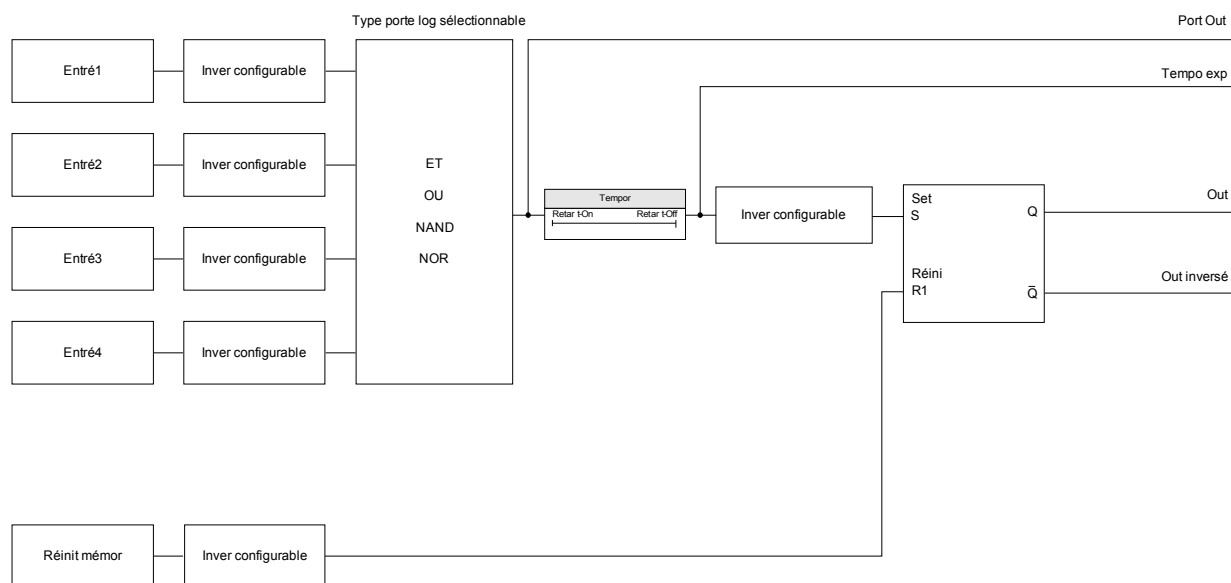 Type porte log sélectionnable
Port Out
Entré1
Inver configurable
Tempo exp
Entré2
Inver configurable
ET
OU
NAND
NOR
Tempor
Retar t-On
Retar t-Off
Inver configurable
Set
S
Q
Out
Réini
R1
Q̅
Out inversé
Entré3
Inver configurable
Entré4
Inver configurable
Réinit mémor
Inver configurable